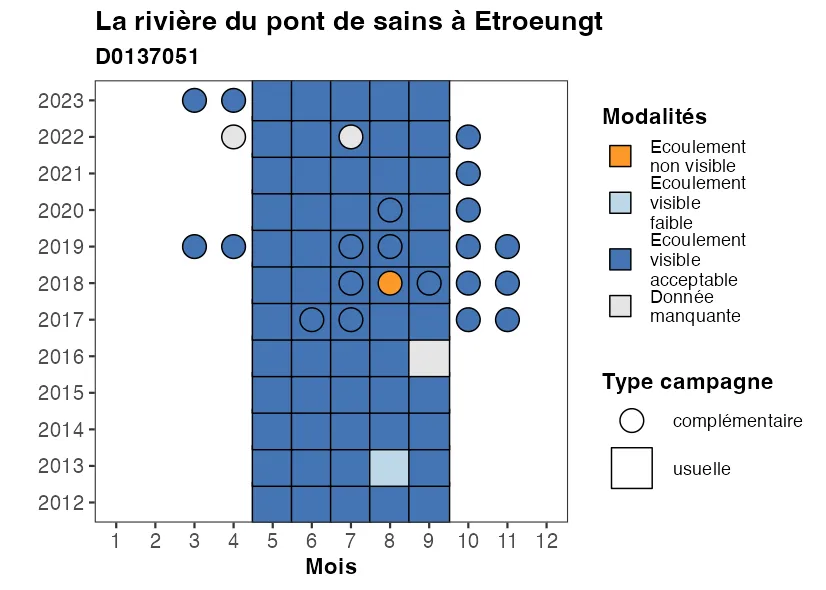 La rivière du pont de sains à Etroeungt
D0137051
2023
2022
2021
2020
2019
2018
2017
2016
2015
2014
2013
2012
1 2 3 4 5 6 7 8 9 10 11 12
Mois
Modalités
Ecoulement
non visible
Ecoulement
visible
faible
Ecoulement
visible
acceptable
Donnée
manquante
Type campagne
complémentaire
usuelle